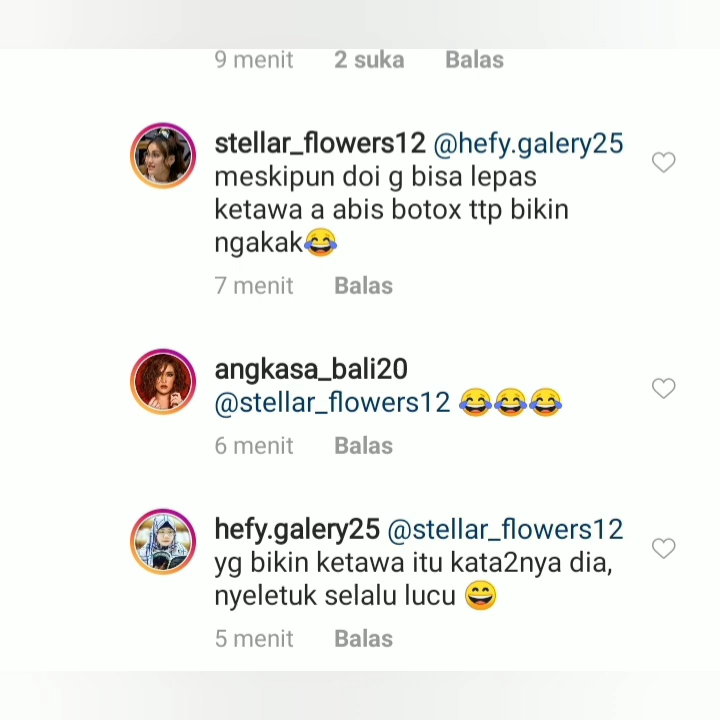 9 menit 2 suka Balas
stellar_flowers12 @hefy.galery25
meskipun doi g bisa lepas
ketawa a abis botox ttp bikin
ngakak😂
7 menit Balas
angkasa_bali20
@stellar_flowers12 😂😂😂
6 menit Balas
hefy.galery25 @stellar_flowers12
yg bikin ketawa itu kata2nya dia,
nyeletuk selalu lucu 😄
5 menit Balas